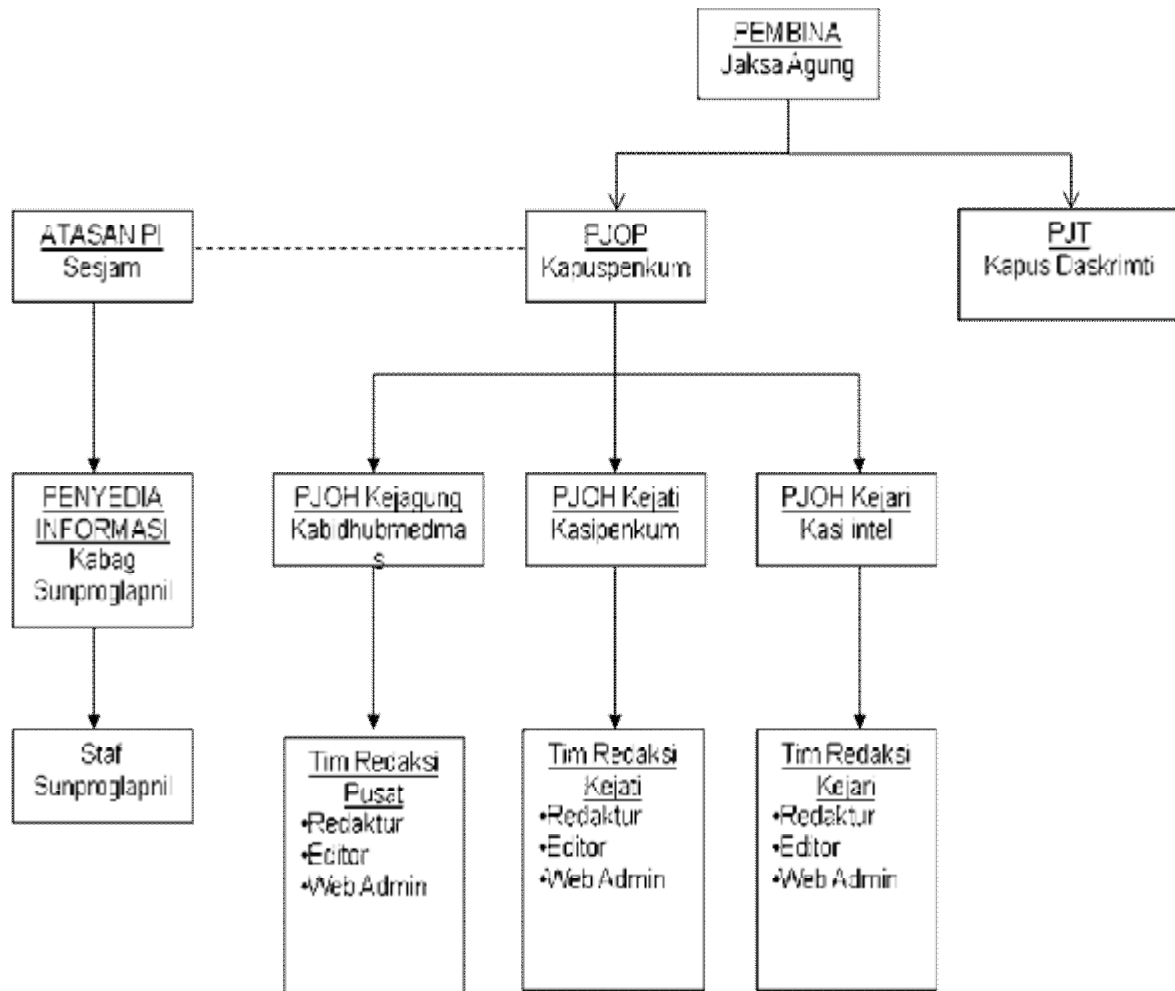 PEMBINA
Jaksa Agung
ATASAN PI
Sesjam
PJOP
Kapuspenkum
PJT
Kapus Daskrimti
PENYEDIA
INFORMASI
Kabag
Sunproglapnil
PJOH Kejagung
Kabidhubmedma
s
PJOH Kejati
Kasipenkum
PJOH Kejari
Kasi intel
Staf
Sunproglapnil
Tim Redaksi
Pusat
•Redaktur
•Editor
•Web Admin
Tim Redaksi
Kejati
•Redaktur
•Editor
•Web Admin
Tim Redaksi
Kejari
•Redaktur
•Editor
•Web Admin